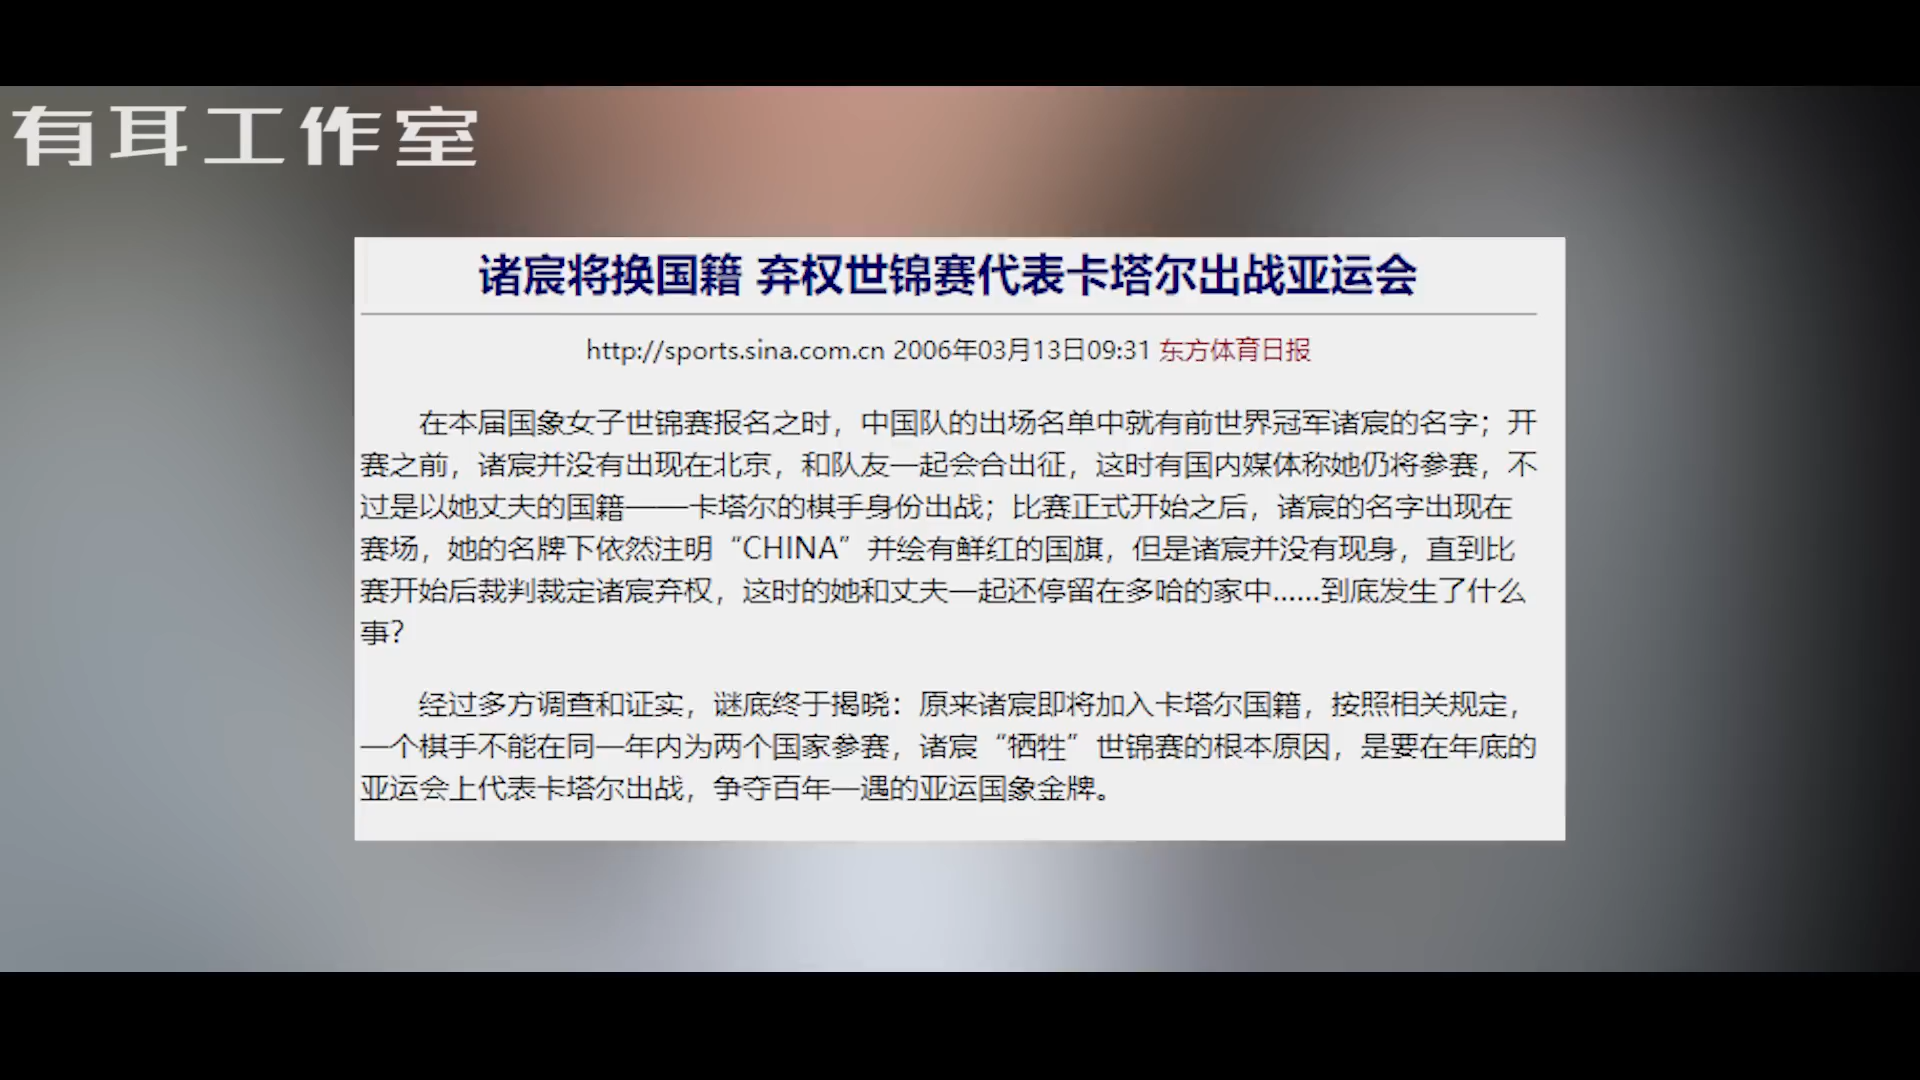 有耳工作室
诸宸将换国籍 弃权世锦赛代表卡塔尔出战亚运会
http://sports.sina.com.cn 2006年03月13日09:31 东方体育日报
在本届国象女子世锦赛报名之时，中国队的出场名单中就有前世界冠军诸宸的名字；开
赛之前，诸宸并没有出现在北京，和队友一起会合出征，这时有国内媒体称她仍将参赛，不
过是以她丈夫的国籍——卡塔尔的棋手身份出战；比赛正式开始之后，诸宸的名字出现在
赛场，她的名牌下依然注明“CHINA”并绘有鲜红的国旗，但是诸宸并没有现身，直到比
赛开始后裁判裁定诸宸弃权，这时的她和丈夫一起还停留在多哈的家中……到底发生了什么
事？
经过多方调查和证实，谜底终于揭晓：原来诸宸即将加入卡塔尔国籍，按照相关规定，
一个棋手不能在同一年内为两个国家参赛，诸宸“牺牲”世锦赛的根本原因，是要在年底的
亚运会上代表卡塔尔出战，争夺百年一遇的亚运国象金牌。